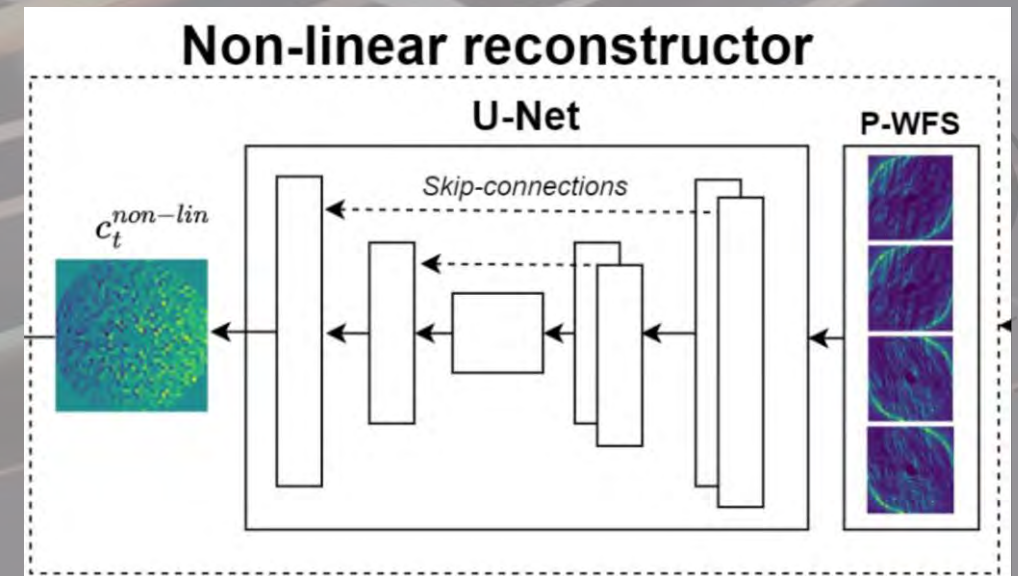 Non-linear reconstructor
U-Net
P-WFS
Skip-connections
c_t^{non-lin}